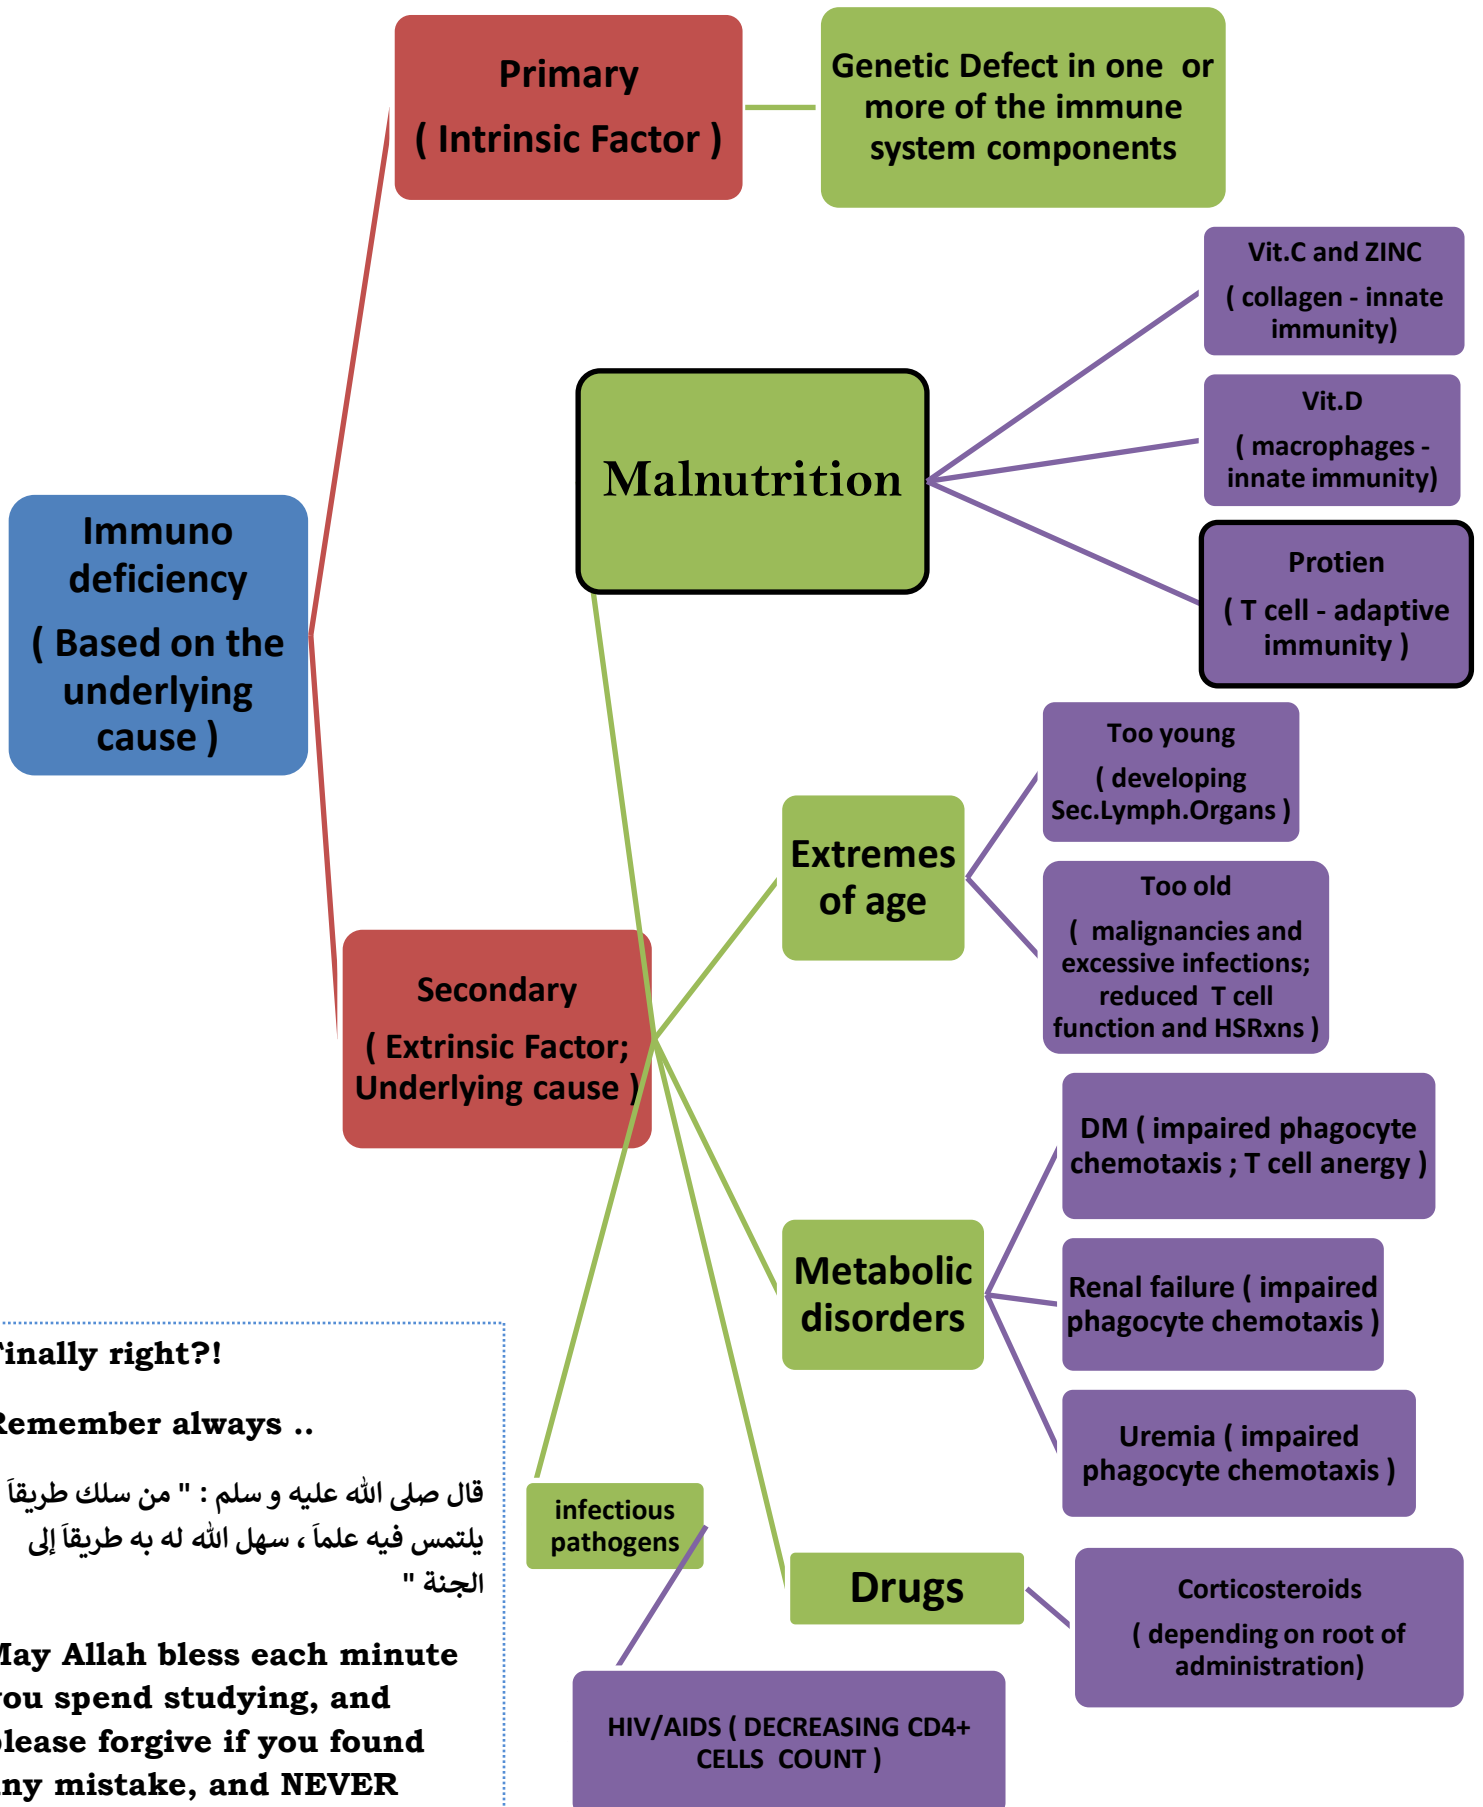 Primary
( Intrinsic Factor )
Genetic Defect in one or
more of the immune
system components
Vit.C and ZINC
( collagen - innate
immunity)
Malnutrition
Vit.D
( macrophages -
innate immunity)
Protien
( T cell - adaptive
immunity )
Immuno
deficiency
( Based on the
underlying
cause )
Too young
( developing
Sec.Lymph.Organs )
Extremes
of age
Too old
( malignancies and
excessive infections;
reduced T cell
function and HSRxns )
Secondary
( Extrinsic Factor;
Underlying cause )
DM ( impaired phagocyte
chemotaxis ; T cell anergy )
Metabolic
disorders
Renal failure ( impaired
phagocyte chemotaxis )
Uremia ( impaired
phagocyte chemotaxis )
infectious
pathogens
Drugs
Corticosteroids
( depending on root of
administration)
HIV/AIDS ( DECREASING CD4+
CELLS COUNT )
Finally right?!
Remember always ..
قال صلى الله عليه و سلم : " من سلك طريقاَ
يلتمس فيه علماَ ، سهل الله له به طريقاَ إلى
الجنة "
May Allah bless each minute
you spend studying, and
please forgive if you found
any mistake, and NEVER